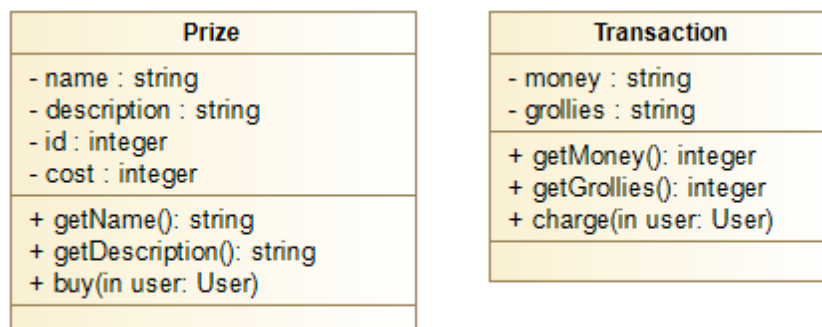 Prize
- name : string
- description : string
- id : integer
- cost : integer
+ getName(): string
+ getDescription(): string
+ buy(in user: User)
Transaction
- money : string
- grollies : string
+ getMoney(): integer
+ getGrollies(): integer
+ charge(in user: User)